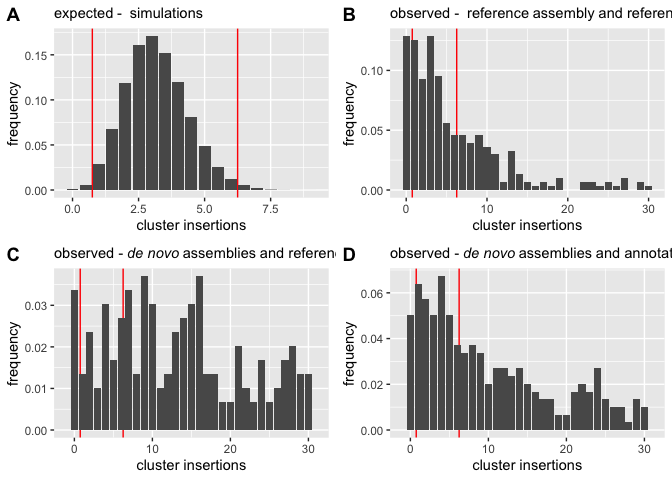 A
expected -  simulations
frequency
0.15
0.10
0.05
0.00
0.0 2.5 5.0 7.5
cluster insertions
B
observed -  reference assembly and referen
frequency
0.10
0.05
0.00
0 10 20 30
cluster insertions
C
observed - de novo assemblies and referen
frequency
0.03
0.02
0.01
0.00
0 10 20 30
cluster insertions
D
observed - de novo assemblies and annotat
frequency
0.06
0.04
0.02
0.00
0 10 20 30
cluster insertions